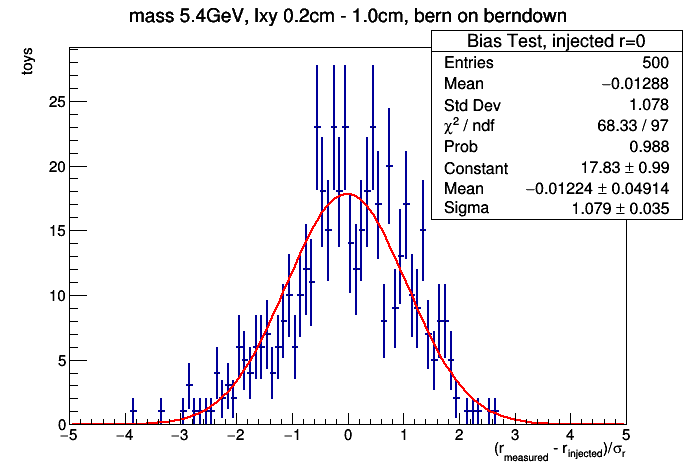 mass 5.4GeV, lxy 0.2cm - 1.0cm, bern on berndown
toys
Bias Test, injected r=0
Entries 500
Mean −0.01288
Std Dev 1.078
χ² / ndf 68.33 / 97
Prob 0.988
Constant 17.83 ± 0.99
Mean −0.01224 ± 0.04914
Sigma 1.079 ± 0.035
25
20
15
10
5
0
−5 −4 −3 −2 −1 0 1 2 3 4 5
(r_measured - r_injected)/σ_r